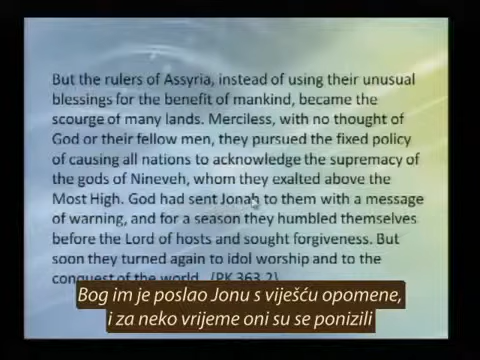 But the rulers of Assyria, instead of using their unusual
blessings for the benefit of mankind, became the
scourge of many lands. Merciless, with no thought of
God or their fellow men, they pursued the fixed policy
of causing all nations to acknowledge the supremacy of
the gods of Nineveh, whom they exalted above the
Most High. God had sent Jonah to them with a message
of warning, and for a season they humbled themselves
before the Lord of hosts and sought forgiveness. But
soon they turned again to idol worship and to the
conquest of the world. {PK 363.2}
Bog im je poslao Jonu s viješću opomene,
i za neko vrijeme oni su se ponizili